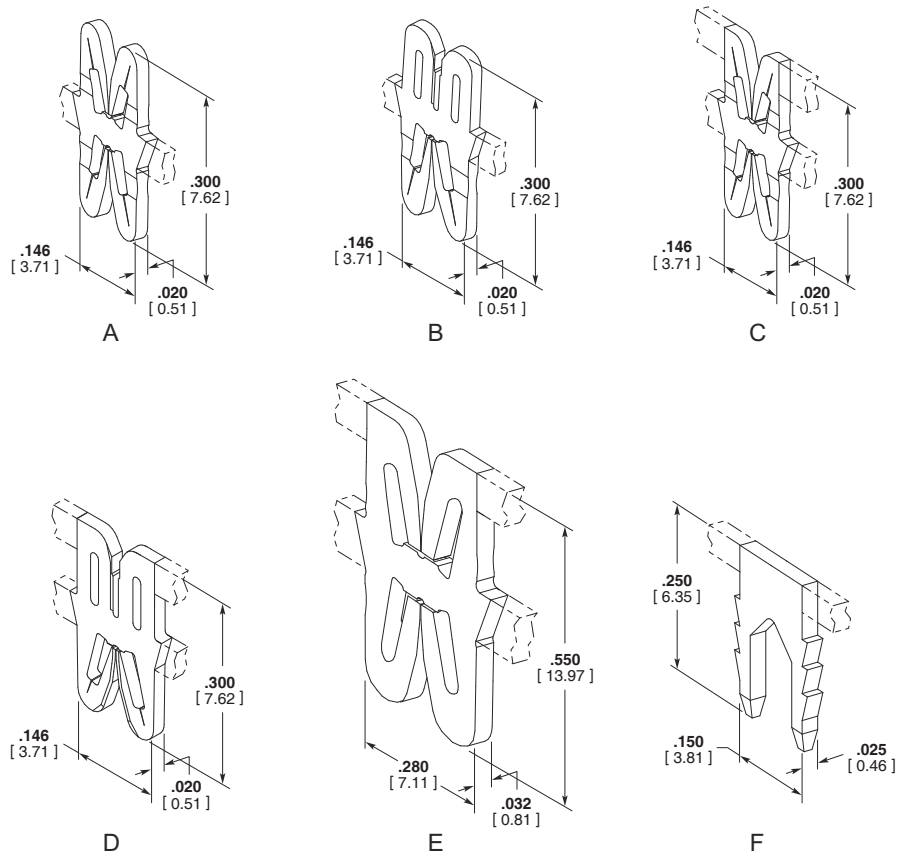 .300
[ 7.62 ]
.146
[ 3.71 ]
.020
[ 0.51 ]
A
.300
[ 7.62 ]
.146
[ 3.71 ]
.020
[ 0.51 ]
B
.300
[ 7.62 ]
.146
[ 3.71 ]
.020
[ 0.51 ]
C
.300
[ 7.62 ]
.146
[ 3.71 ]
.020
[ 0.51 ]
D
.550
[ 13.97 ]
.280
[ 7.11 ]
.032
[ 0.81 ]
E
.250
[ 6.35 ]
.150
[ 3.81 ]
.025
[ 0.46 ]
F